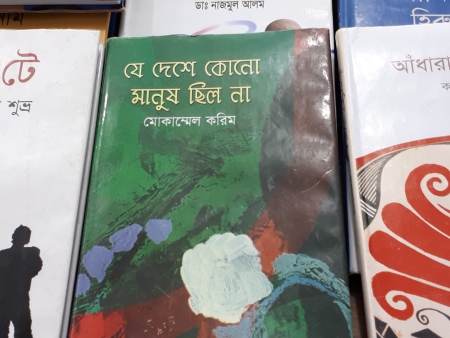 ডাঃ নাজমুল আলম
যে দেশে কোনো
মানুষ ছিল না
মোকাম্মেল করিম
টে
শুভ্র
আঁধারা